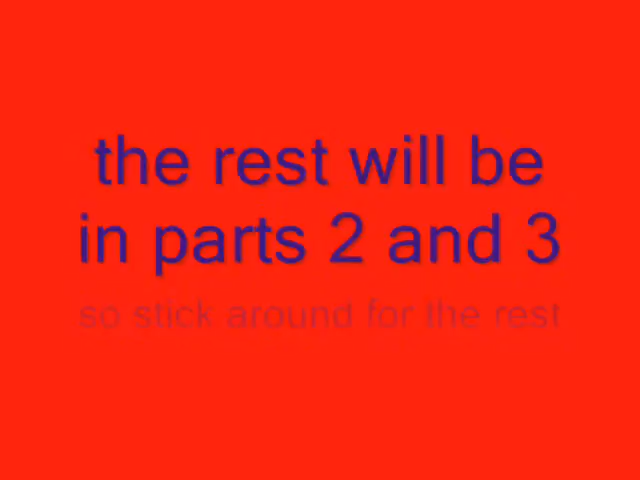 the rest will be
in parts 2 and 3
so stick around for the rest